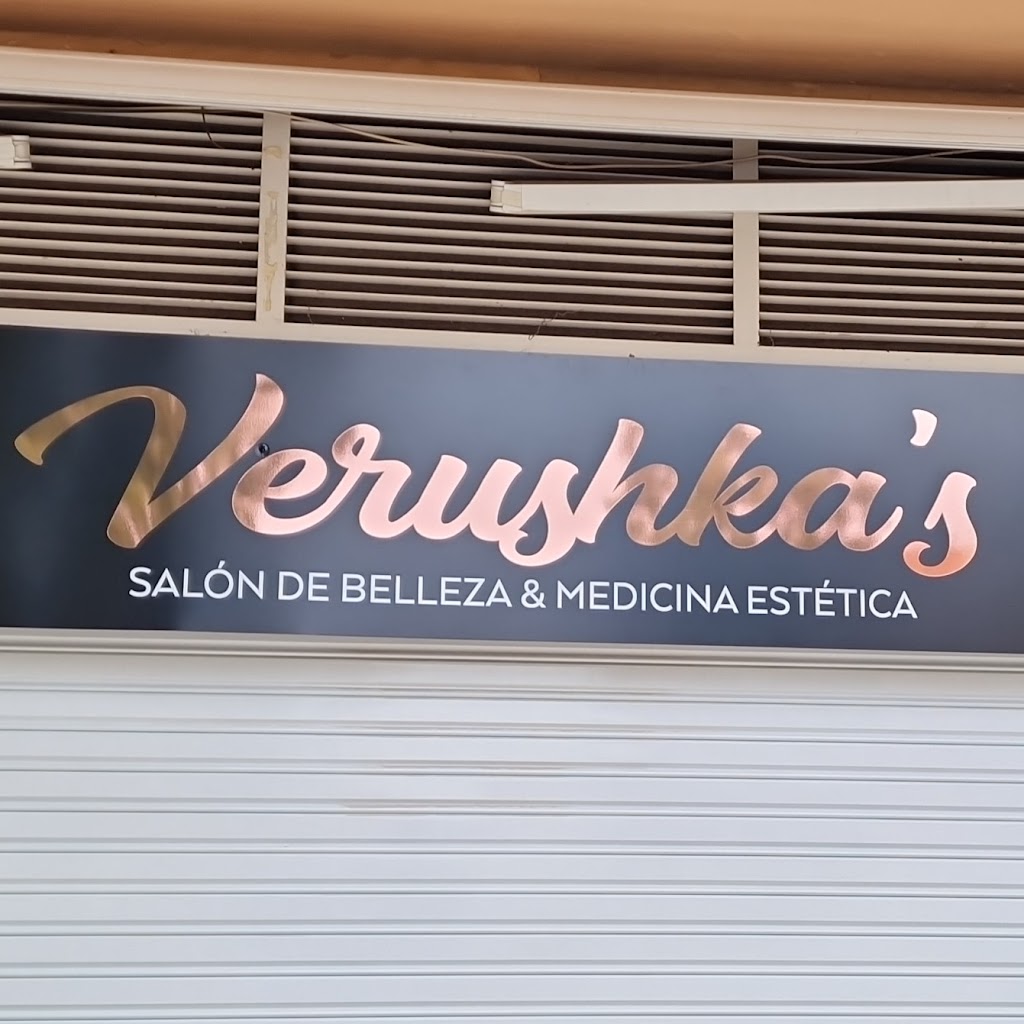 Verushka's
SALÓN DE BELLEZA & MEDICINA ESTÉTICA